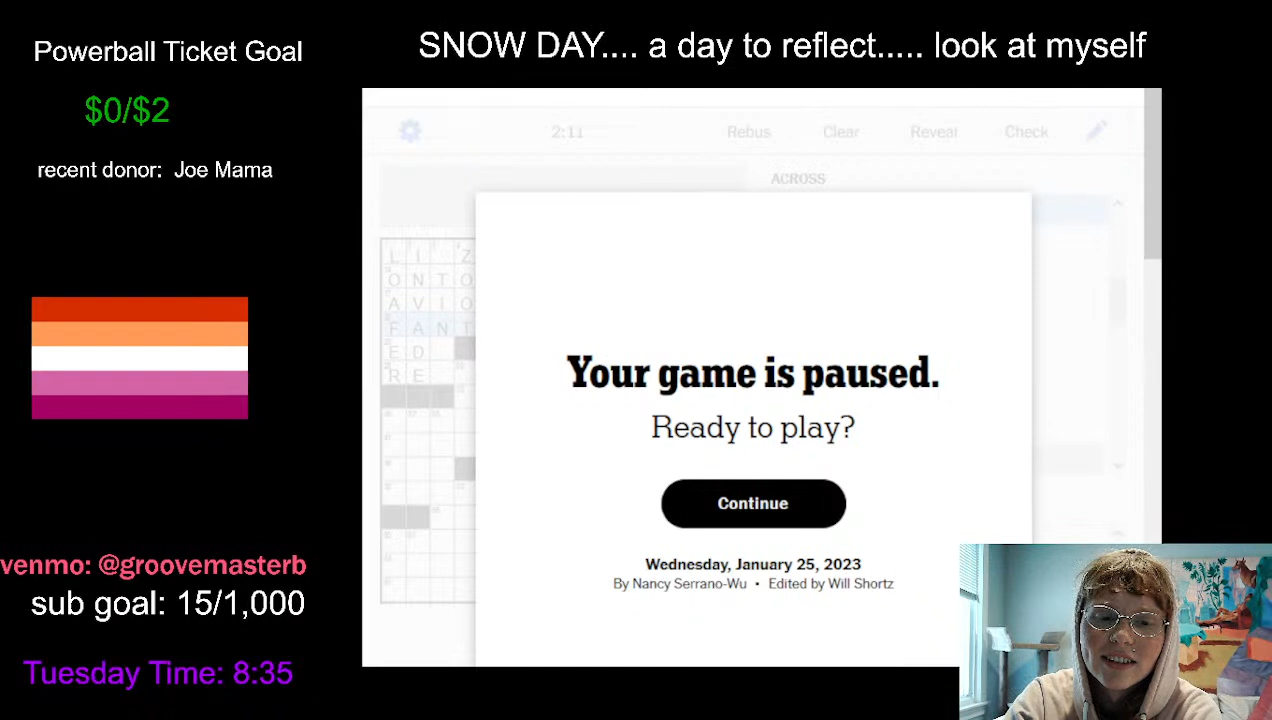 Powerball Ticket Goal
$0/$2
recent donor: Joe Mama
SNOW DAY.... a day to reflect..... look at myself
2:11
Rebus
Clear
Reveal
Check
ACROSS
L I Z
O N T O
A V I O
F A N T
E D
R E
Your game is paused.
Ready to play?
Continue
Wednesday, January 25, 2023
By Nancy Serrano-Wu • Edited by Will Shortz
venmo: @groovemasterb
sub goal: 15/1,000
Tuesday Time: 8:35